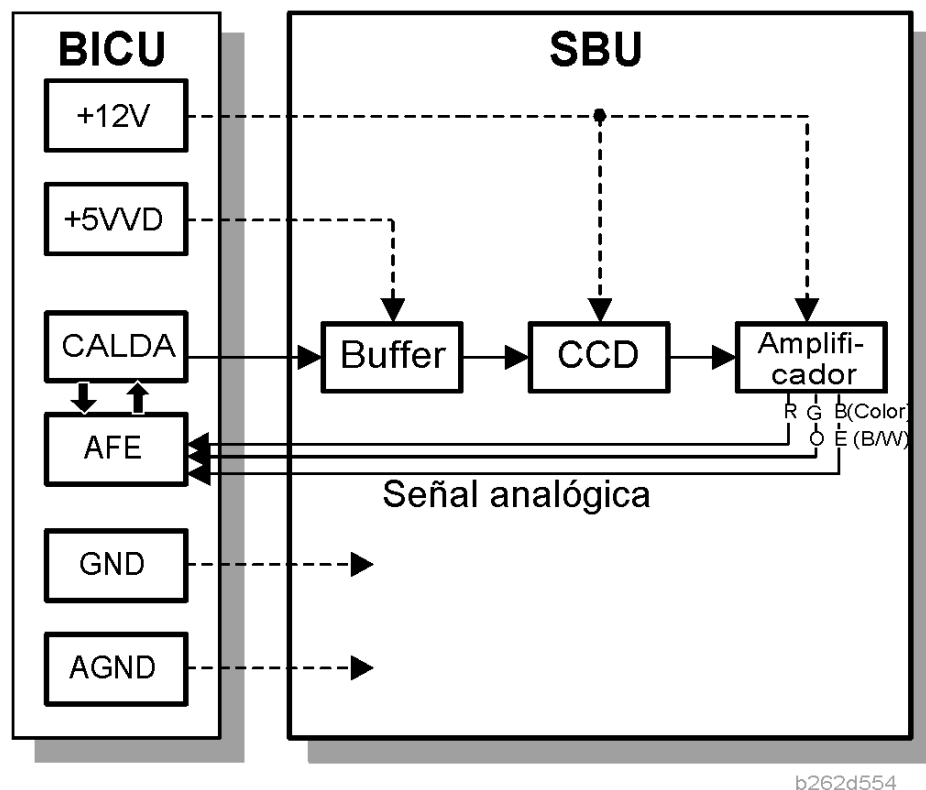 BICU
SBU
+12V
+5VVD
CALDA
Buffer
CCD
Amplifi-
cador
R G B(Color)
O E (B/W)
AFE
Señal analógica
GND
AGND
b262d554